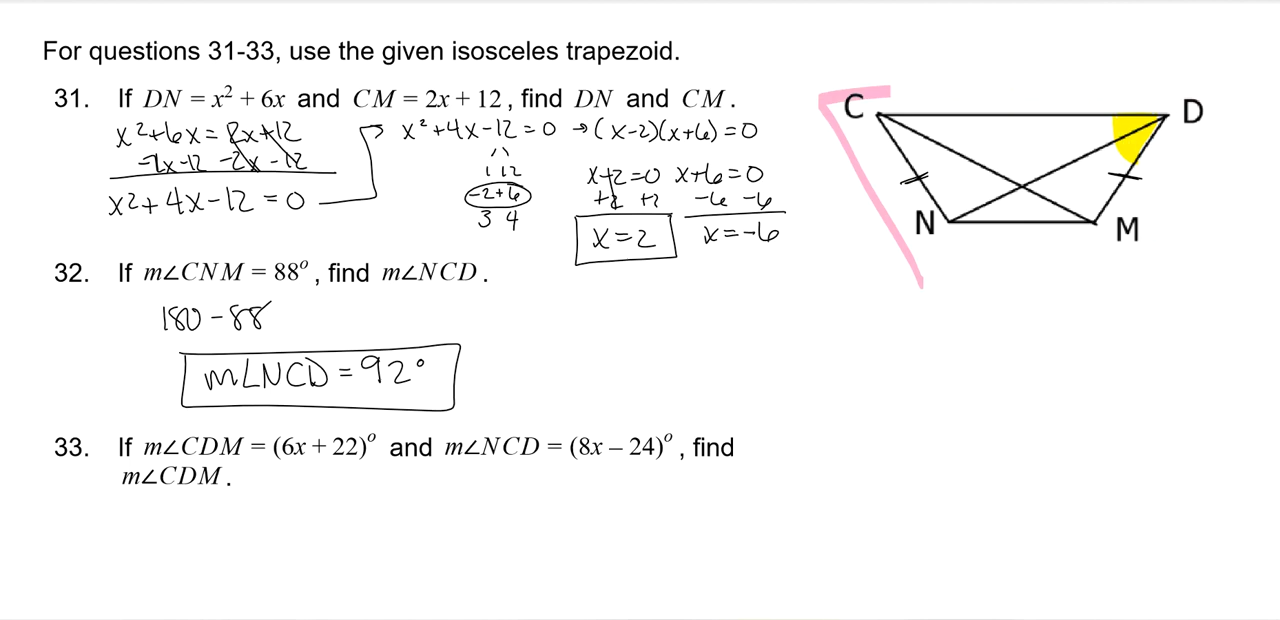 For questions 31-33, use the given isosceles trapezoid.
31. If DN = x² + 6x and CM = 2x + 12, find DN and CM.
x²+6x = 2x+12
-2x-12 -2x-12
x²+4x-12 = 0
x²+4x-12 = 0 → (x-2)(x+6) = 0
1 12
-2+6
3 4
x-2=0 x+6=0
+2 +2 -6 -6
x=2 x=-6
C
D
N
M
32. If m∠CNM = 88°, find m∠NCD.
180-88
m∠NCD = 92°
33. If m∠CDM = (6x + 22)° and m∠NCD = (8x – 24)°, find
m∠CDM.